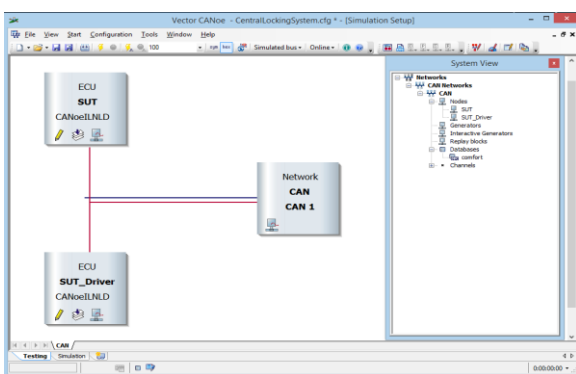 Vector CANoe - CentralLockingSystem.cfg * - [Simulation Setup]
File View Start Configuration Tools Window Help
100 Simulated bus Online
System View
Networks
CAN Networks
CAN
Nodes
SUT
SUT_Driver
Generators
Interactive Generators
Replay blocks
Databases
comfort
Channels
ECU
SUT
CANoeILNLD
Network
CAN
CAN 1
ECU
SUT_Driver
CANoeILNLD
CAN
Testing Simulation
0:00:00:00